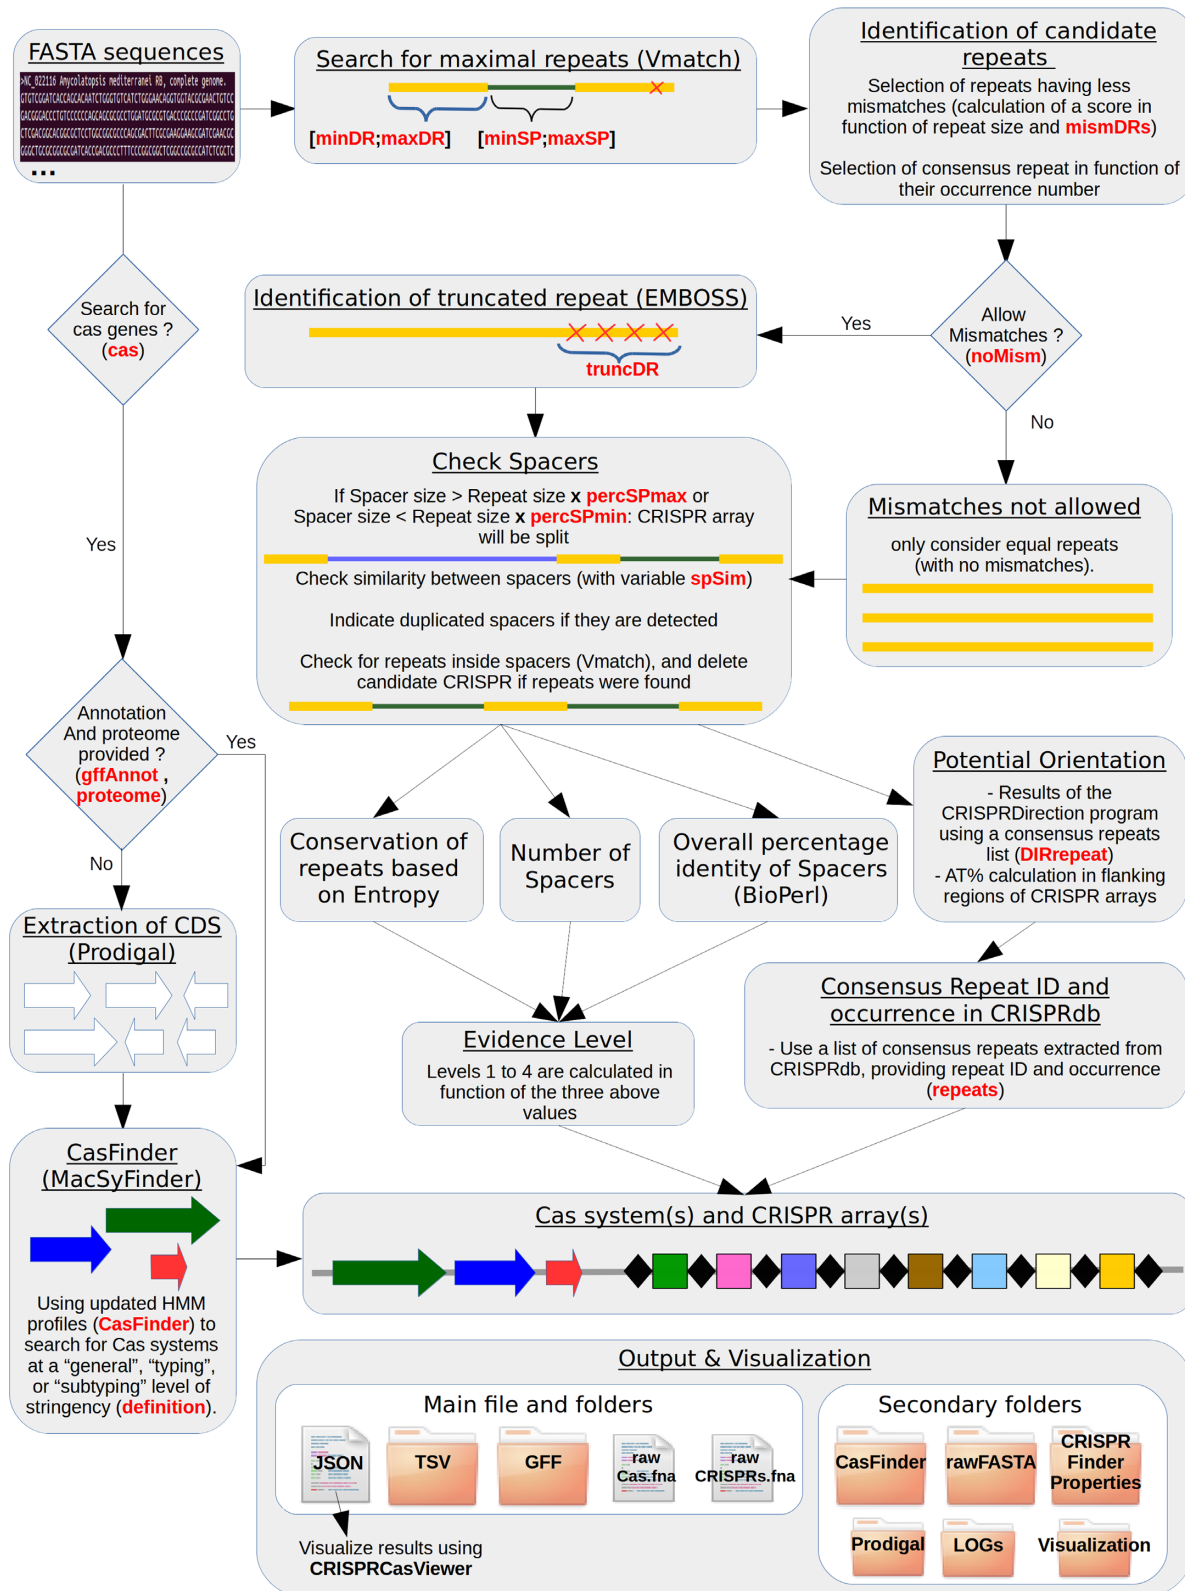 FASTA sequences
>NC_022116 Amycolatopsis mediterranei RB, complete genome.
GTGTCGGATCACCAGCACAATCTGGGTGTCATCTGGGAACAGGTGGTACGCGAACTGTCC
GACGGGACCCTGTCCCCCCAGCAGCGCGCCTGGATGCGCGTGACCCGCCCGATCGGCCTG
...
Search for maximal repeats (Vmatch)
[minDR;maxDR] [minSP;maxSP]
Identification of candidate
repeats
Selection of repeats having less
mismatches (calculation of a score in
function of repeat size and mismDRs)
Selection of consensus repeat in function of
their occurrence number
Search for
cas genes ?
(cas)
Identification of truncated repeat (EMBOSS)
truncDR
Yes
Allow
Mismatches ?
(noMism)
No
Check Spacers
If Spacer size > Repeat size x percSPmax or
Spacer size < Repeat size x percSPmin: CRISPR array
will be split
Check similarity between spacers (with variable spSim)
Indicate duplicated spacers if they are detected
Check for repeats inside spacers (Vmatch), and delete
candidate CRISPR if repeats were found
Mismatches not allowed
only consider equal repeats
(with no mismatches).
Yes
Annotation
And proteome
provided ?
(gffAnnot ,
proteome)
Yes
No
Conservation of
repeats based
on Entropy
Number of
Spacers
Overall percentage
identity of Spacers
(BioPerl)
Potential Orientation
- Results of the
CRISPRDirection program
using a consensus repeats
list (DIRrepeat)
- AT% calculation in flanking
regions of CRISPR arrays
Extraction of CDS
(Prodigal)
Evidence Level
Levels 1 to 4 are calculated in
function of the three above
values
Consensus Repeat ID and
occurrence in CRISPRdb
- Use a list of consensus repeats extracted from
CRISPRdb, providing repeat ID and occurrence
(repeats)
CasFinder
(MacSyFinder)
Using updated HMM
profiles (CasFinder) to
search for Cas systems
at a “general”, “typing”,
or “subtyping” level of
stringency (definition).
Cas system(s) and CRISPR array(s)
Output & Visualization
Main file and folders
JSON
TSV
GFF
raw
Cas.fna
raw
CRISPRs.fna
Visualize results using
CRISPRCasViewer
Secondary folders
CasFinder
rawFASTA
CRISPR
Finder
Properties
Prodigal
LOGs
Visualization